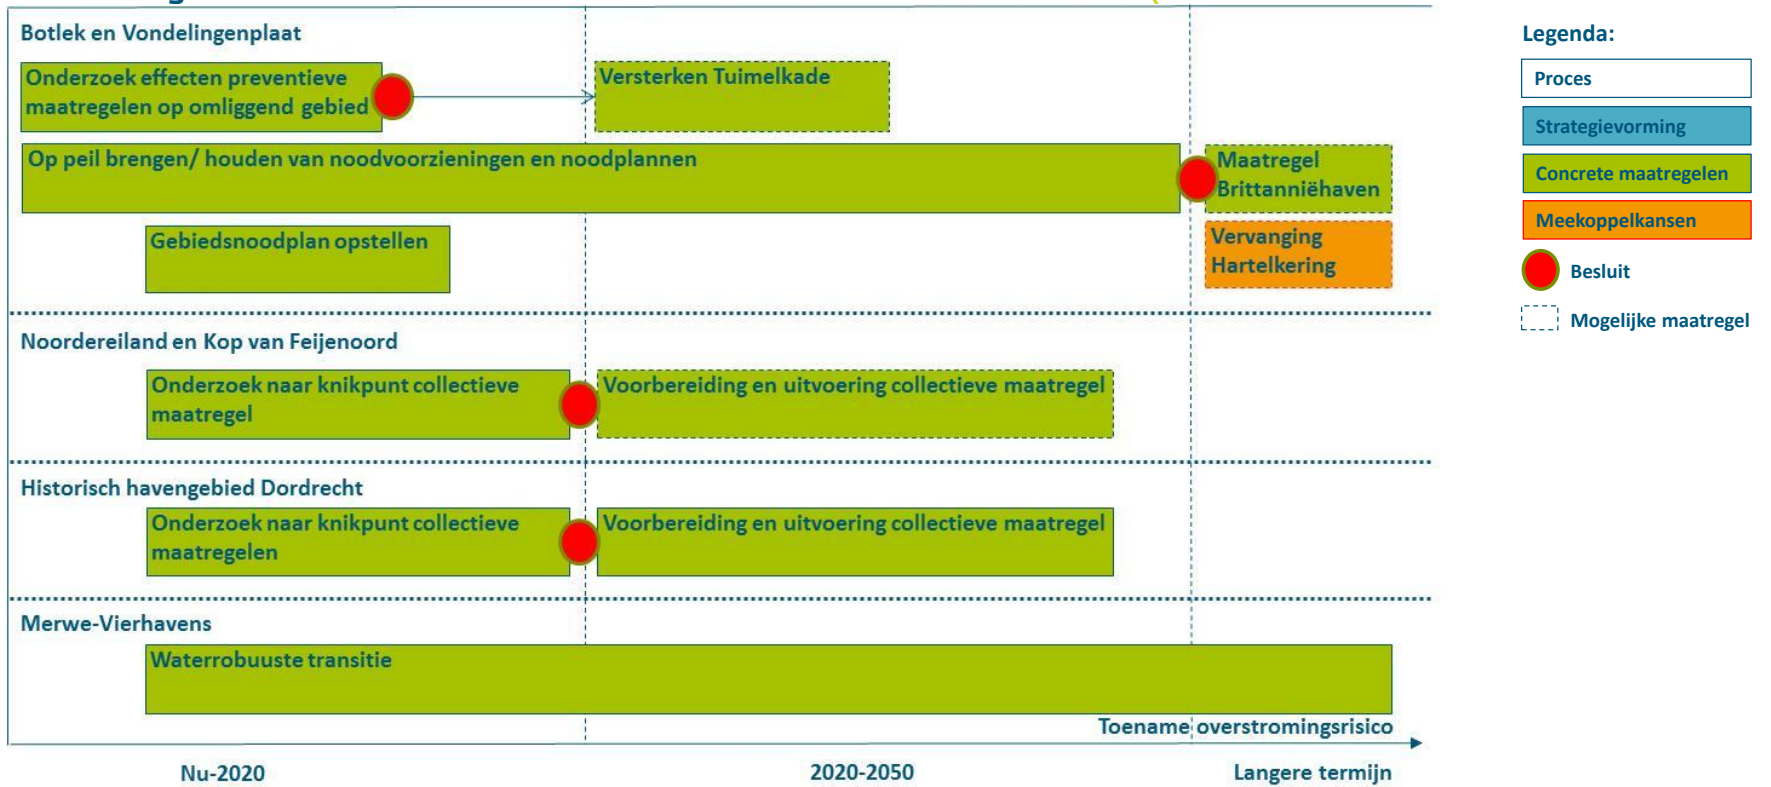 Botlek en Vondelingenplaat
Onderzoek effecten preventieve
maatregelen op omliggend gebied
Versterken Tuimelkade
Op peil brengen/ houden van noodvoorzieningen en noodplannen
Maatregel
Brittanniëhaven
Gebiedsnoodplan opstellen
Vervanging
Hartelkering
Noordereiland en Kop van Feijenoord
Onderzoek naar knikpunt collectieve
maatregel
Voorbereiding en uitvoering collectieve maatregel
Historisch havengebied Dordrecht
Onderzoek naar knikpunt collectieve
maatregelen
Voorbereiding en uitvoering collectieve maatregel
Merwe-Vierhavens
Waterrobuuste transitie
Toename overstromingsrisico
Nu-2020
2020-2050
Langere termijn
Legenda:
Proces
Strategievorming
Concrete maatregelen
Meekoppelkansen
Besluit
Mogelijke maatregel